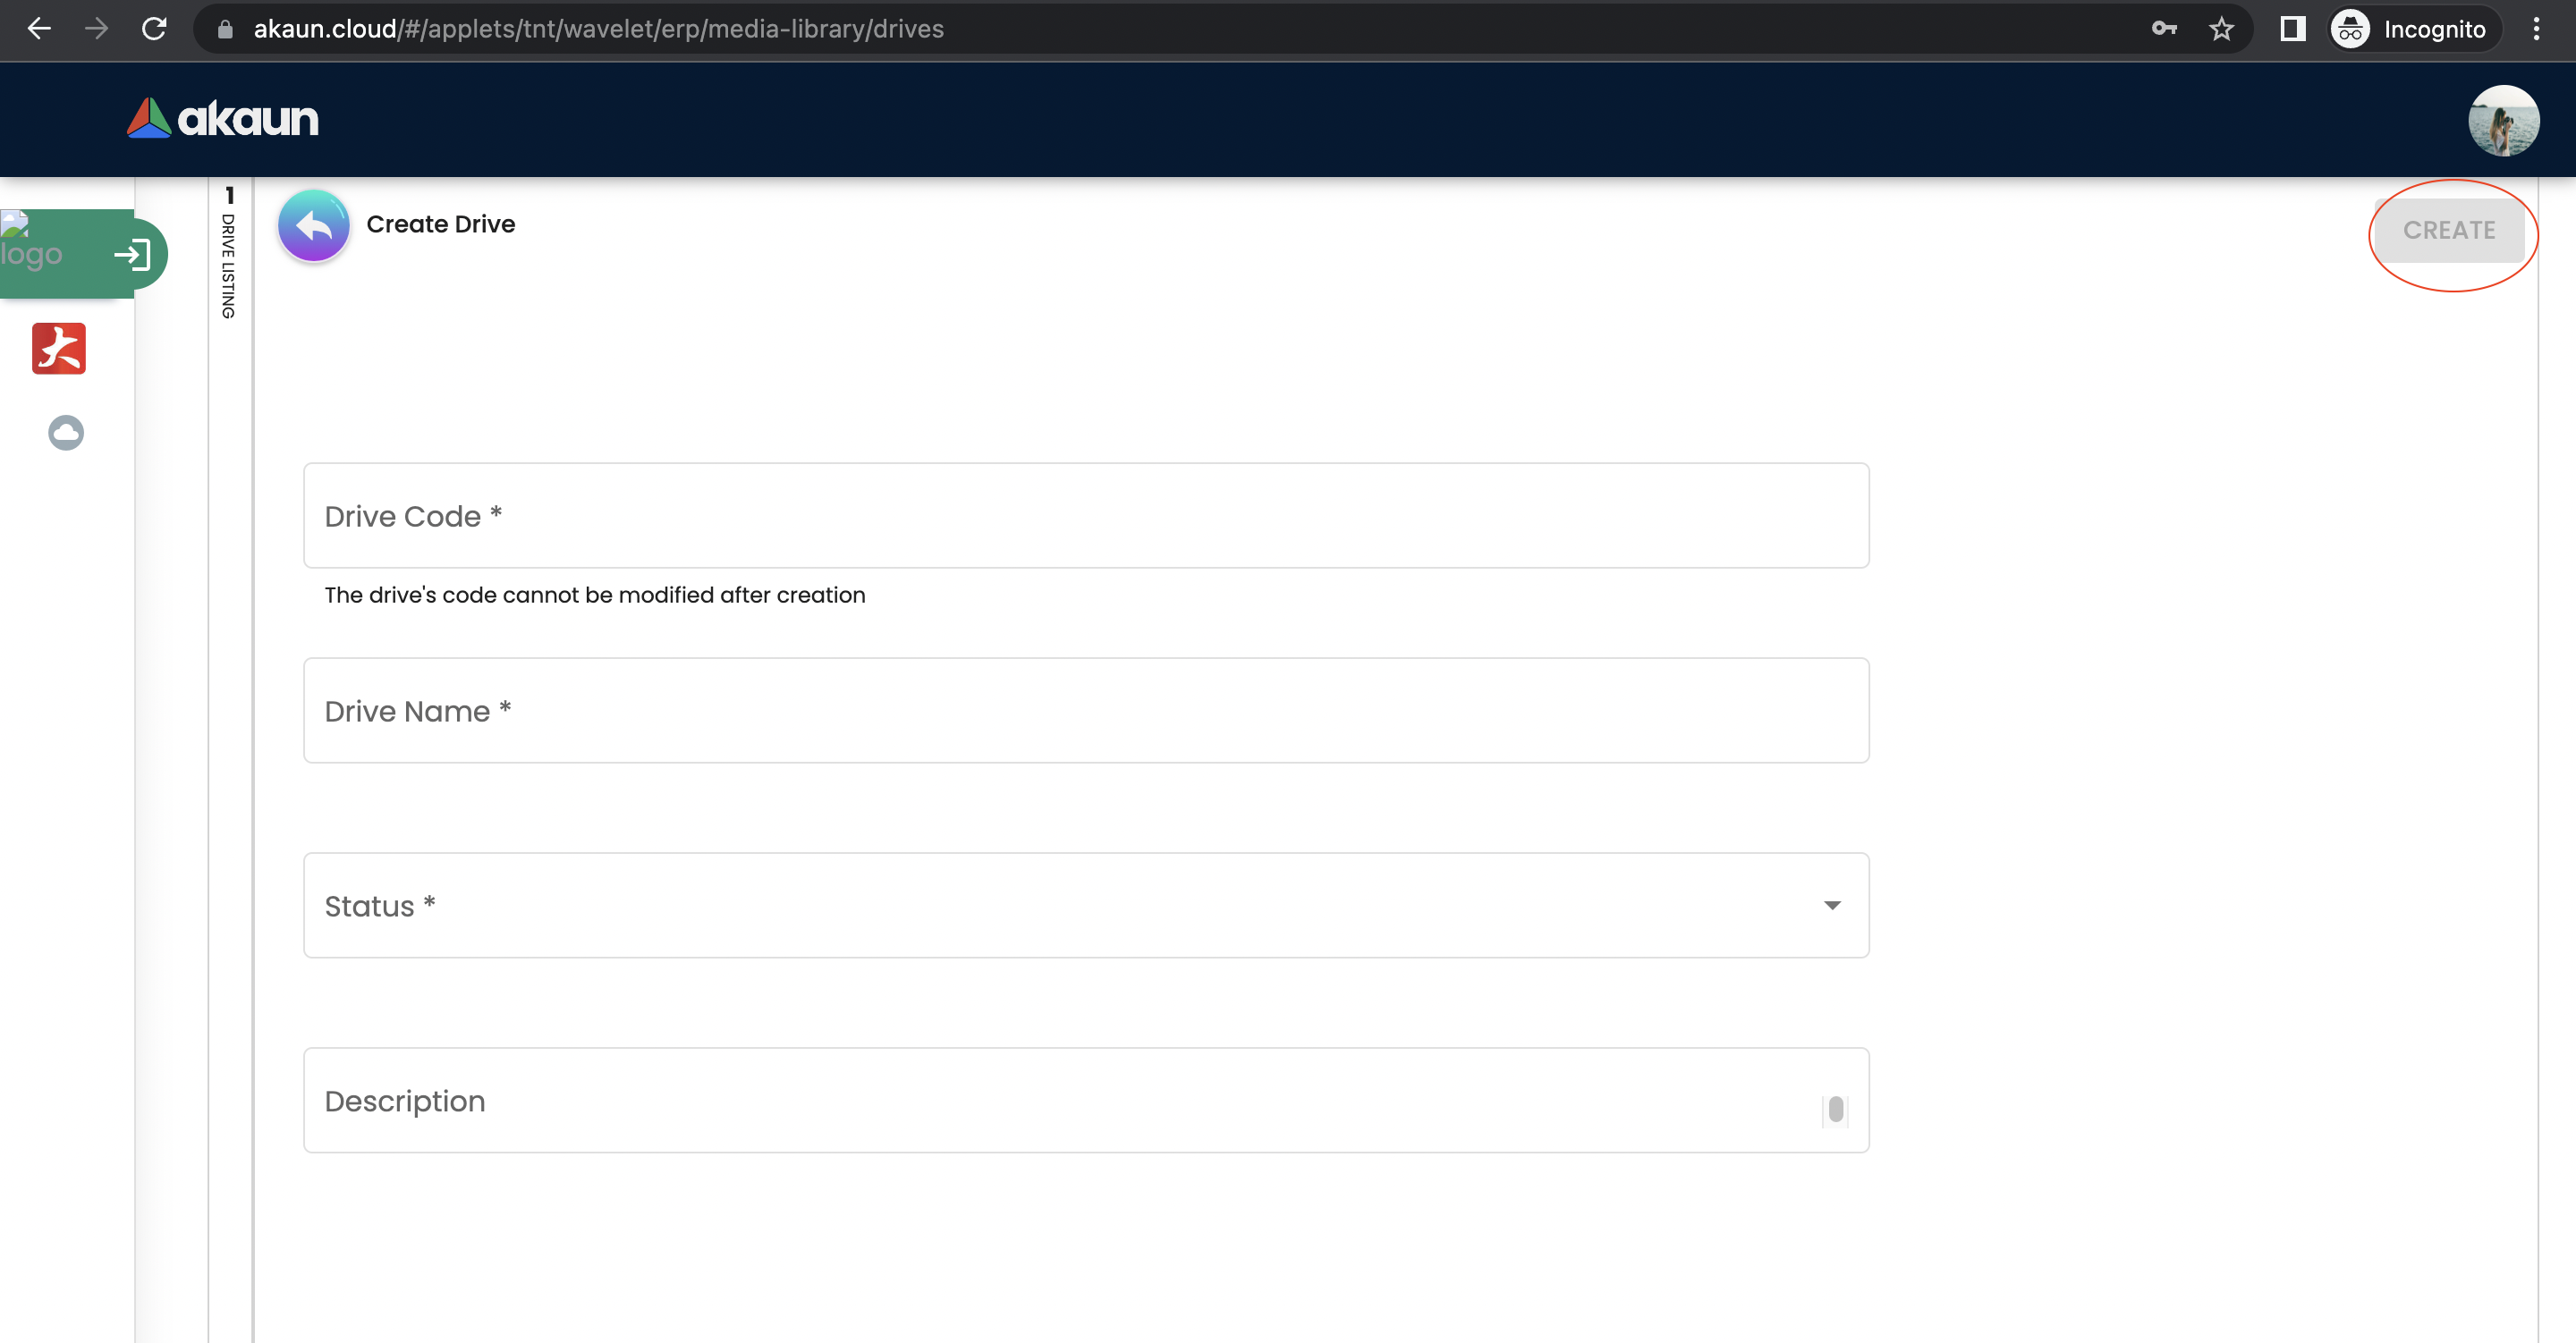 akaun.cloud/#/applets/tnt/wavelet/erp/media-library/drives
Incognito
akaun
logo
1
DRIVE LISTING
Create Drive
CREATE
Drive Code *
The drive's code cannot be modified after creation
Drive Name *
Status *
Description